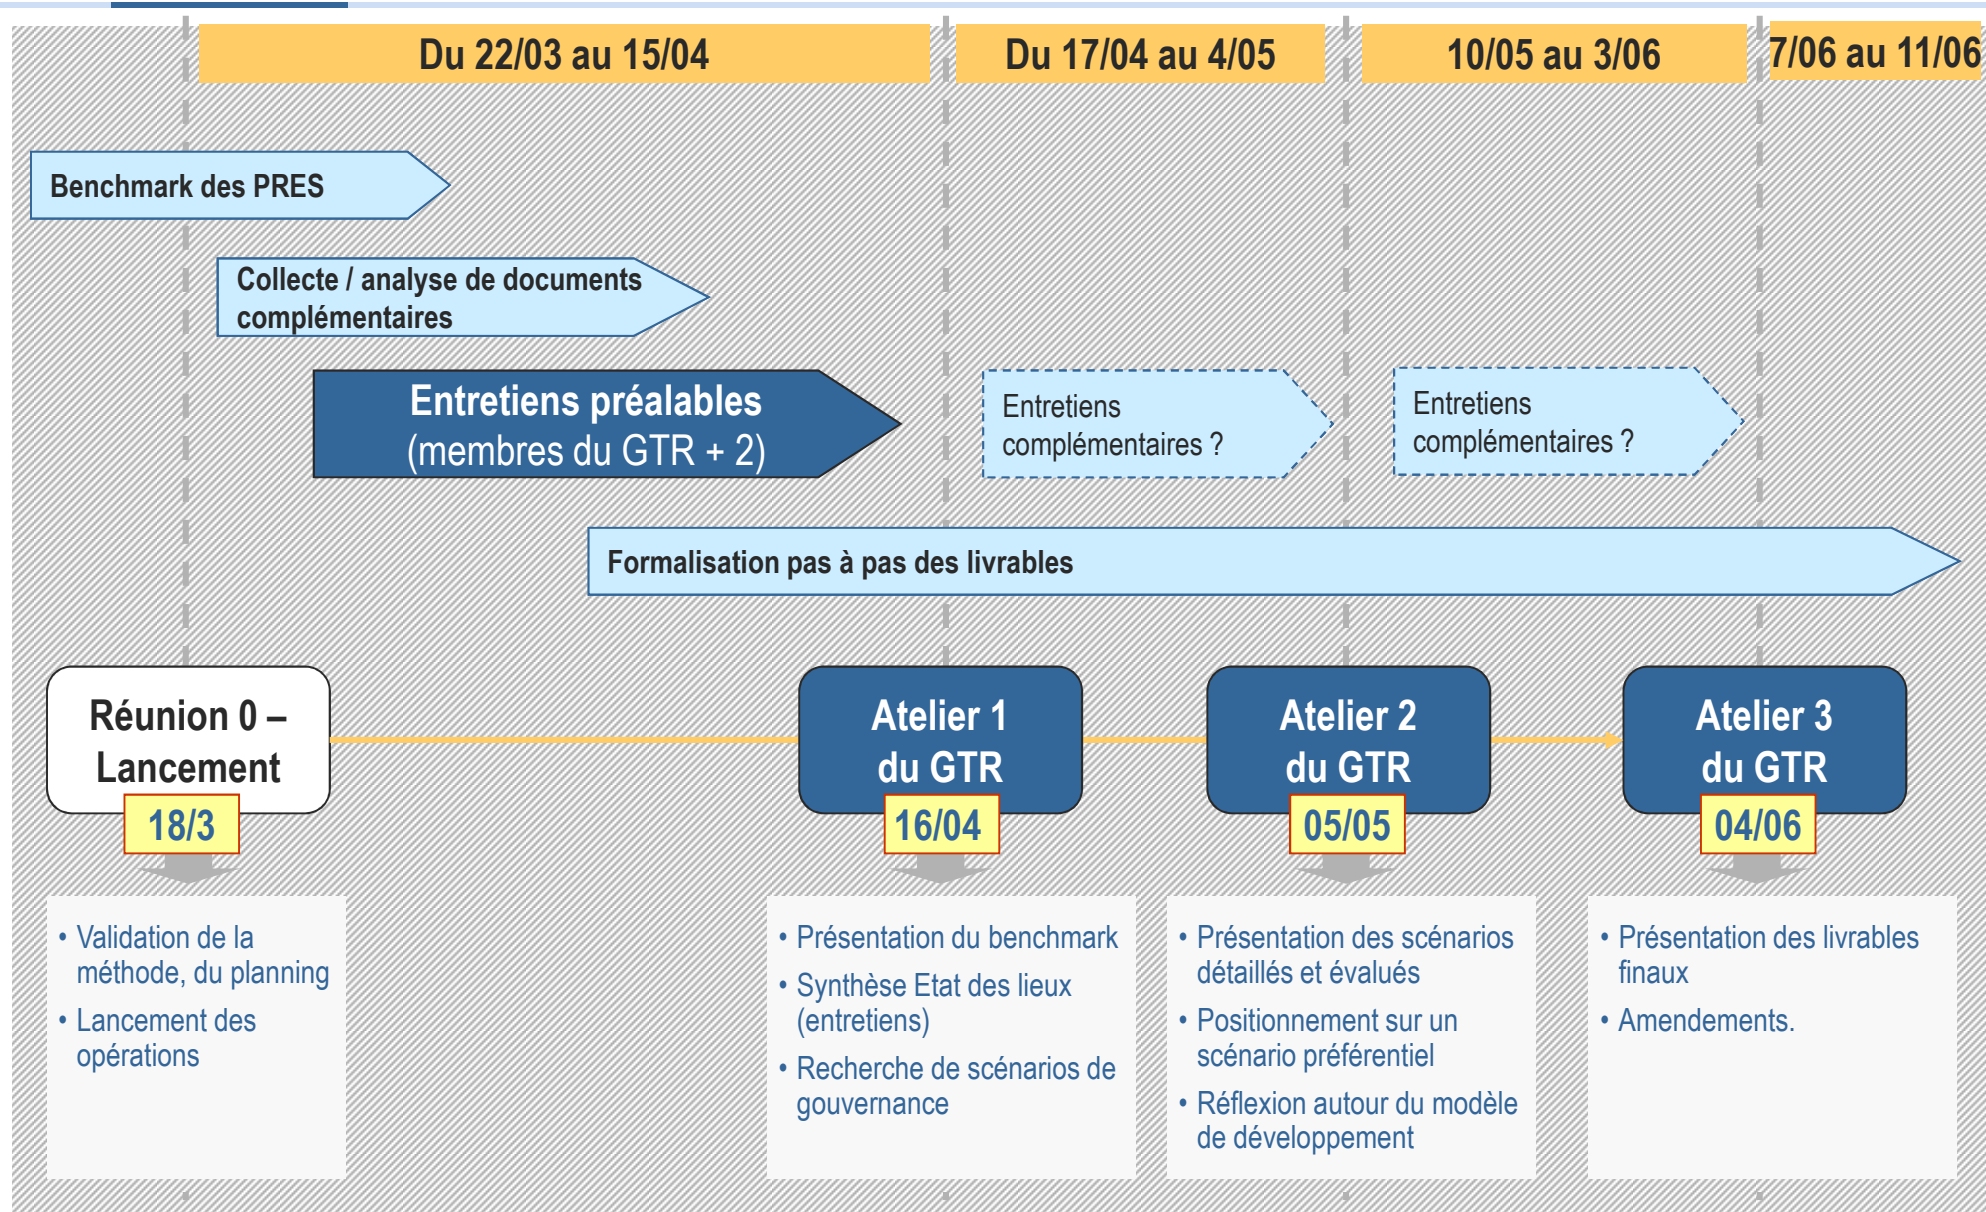 Du 22/03 au 15/04
Du 17/04 au 4/05
10/05 au 3/06
7/06 au 11/06
Benchmark des PRES
Collecte / analyse de documents
complémentaires
Entretiens préalables
(membres du GTR + 2)
Entretiens
complémentaires ?
Entretiens
complémentaires ?
Formalisation pas à pas des livrables
Réunion 0 –
Lancement
18/3
Atelier 1
du GTR
16/04
Atelier 2
du GTR
05/05
Atelier 3
du GTR
04/06
• Validation de la
méthode, du planning
• Lancement des
opérations
• Présentation du benchmark
• Synthèse Etat des lieux
(entretiens)
• Recherche de scénarios de
gouvernance
• Présentation des scénarios
détaillés et évalués
• Positionnement sur un
scénario préférentiel
• Réflexion autour du modèle
de développement
• Présentation des livrables
finaux
• Amendements.